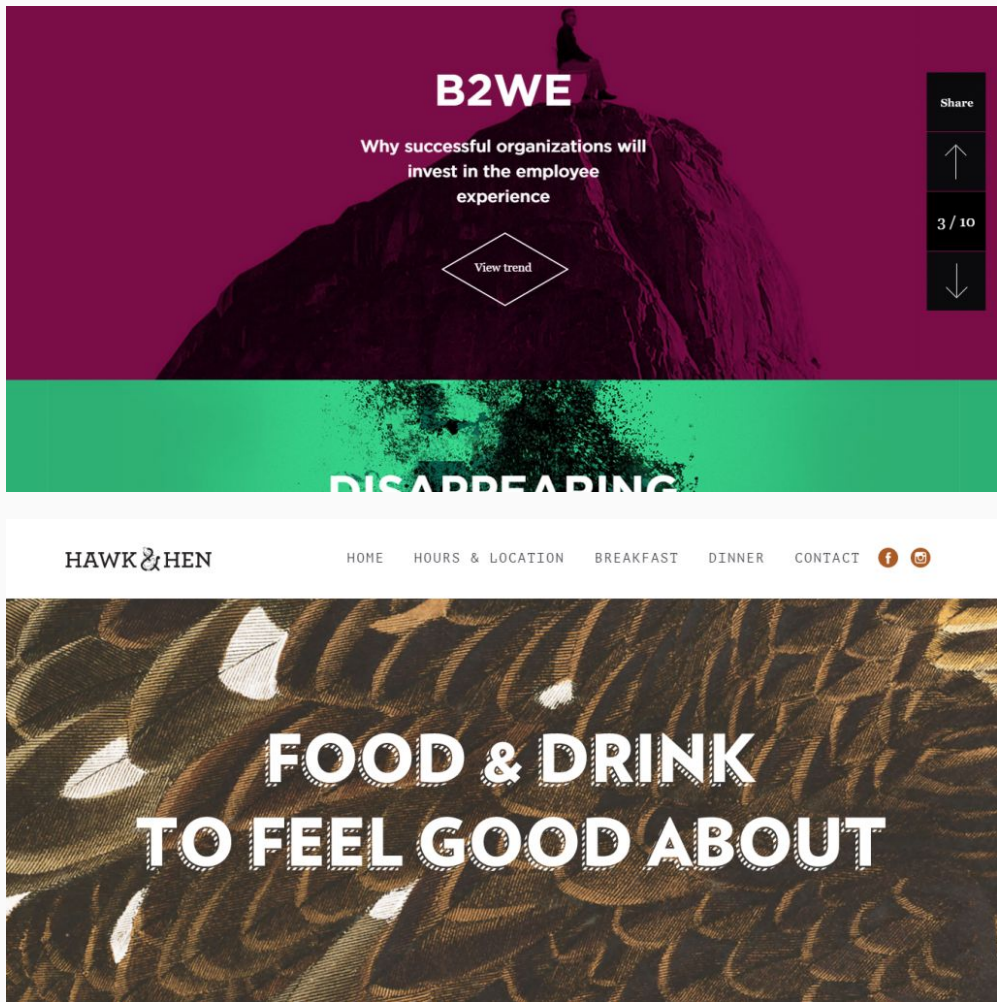 B2WE
Why successful organizations will
invest in the employee
experience
View trend
Share
3 / 10
DISAPPEARING
HAWK & HEN
HOME HOURS & LOCATION BREAKFAST DINNER CONTACT
FOOD & DRINK
TO FEEL GOOD ABOUT